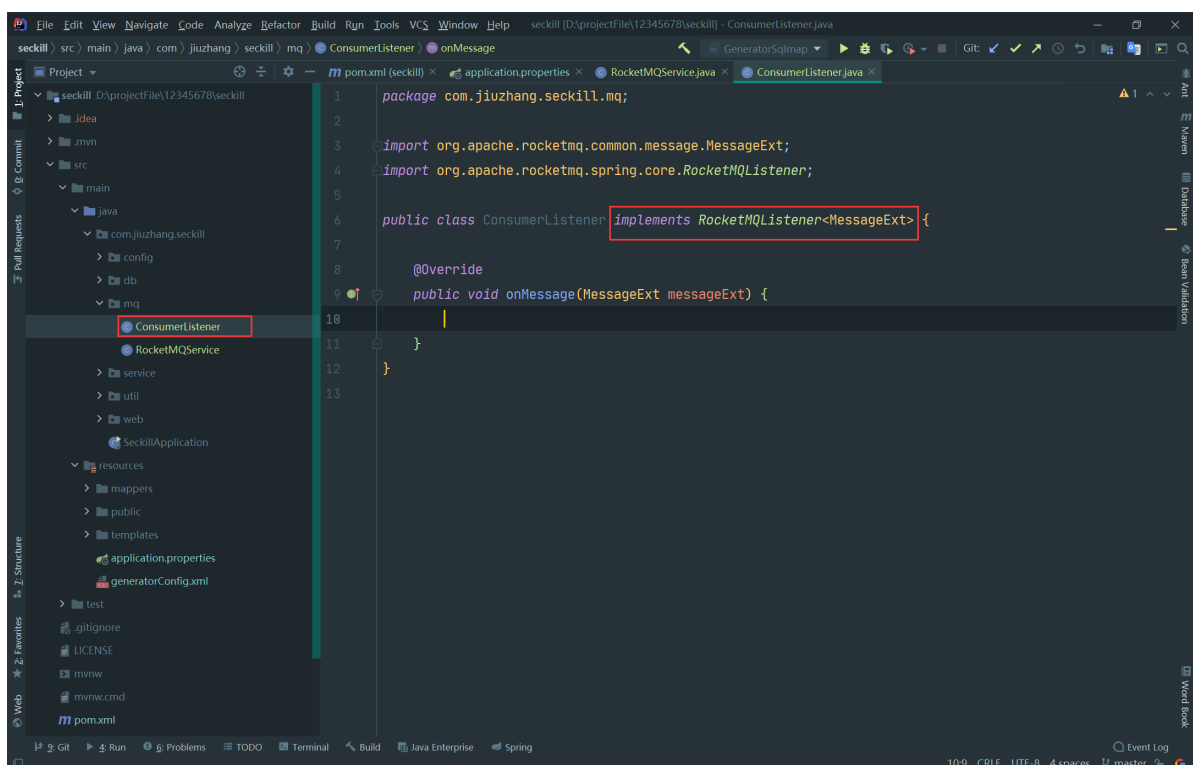 File Edit View Navigate Code Analyze Refactor Build Run Tools VCS Window Help seckill [D:\projectFile\12345678\seckill] - ConsumerListener.java
seckill src main java com jiuzhang seckill mq ConsumerListener onMessage GeneratorSqlmap Git:
Project
pom.xml (seckill) application.properties RocketMQService.java ConsumerListener.java
seckill D:\projectFile\12345678\seckill
.idea
.mvn
src
main
java
com.jiuzhang.seckill
config
db
mq
ConsumerListener
RocketMQService
service
util
web
SeckillApplication
resources
mappers
public
templates
application.properties
generatorConfig.xml
test
.gitignore
LICENSE
mvnw
mvnw.cmd
pom.xml
1 package com.jiuzhang.seckill.mq;
2
3 import org.apache.rocketmq.common.message.MessageExt;
4 import org.apache.rocketmq.spring.core.RocketMQListener;
5
6 public class ConsumerListener implements RocketMQListener<MessageExt> {
7
8 @Override
9 public void onMessage(MessageExt messageExt) {
10
11 }
12 }
13
1
1: Project
0: Commit
Pull Requests
7: Structure
2: Favorites
Web
Ant
Maven
Database
Bean Validation
Word Book
9: Git 4: Run 6: Problems TODO Terminal Build Java Enterprise Spring Event Log
10:9 CRLF UTF-8 4 spaces master